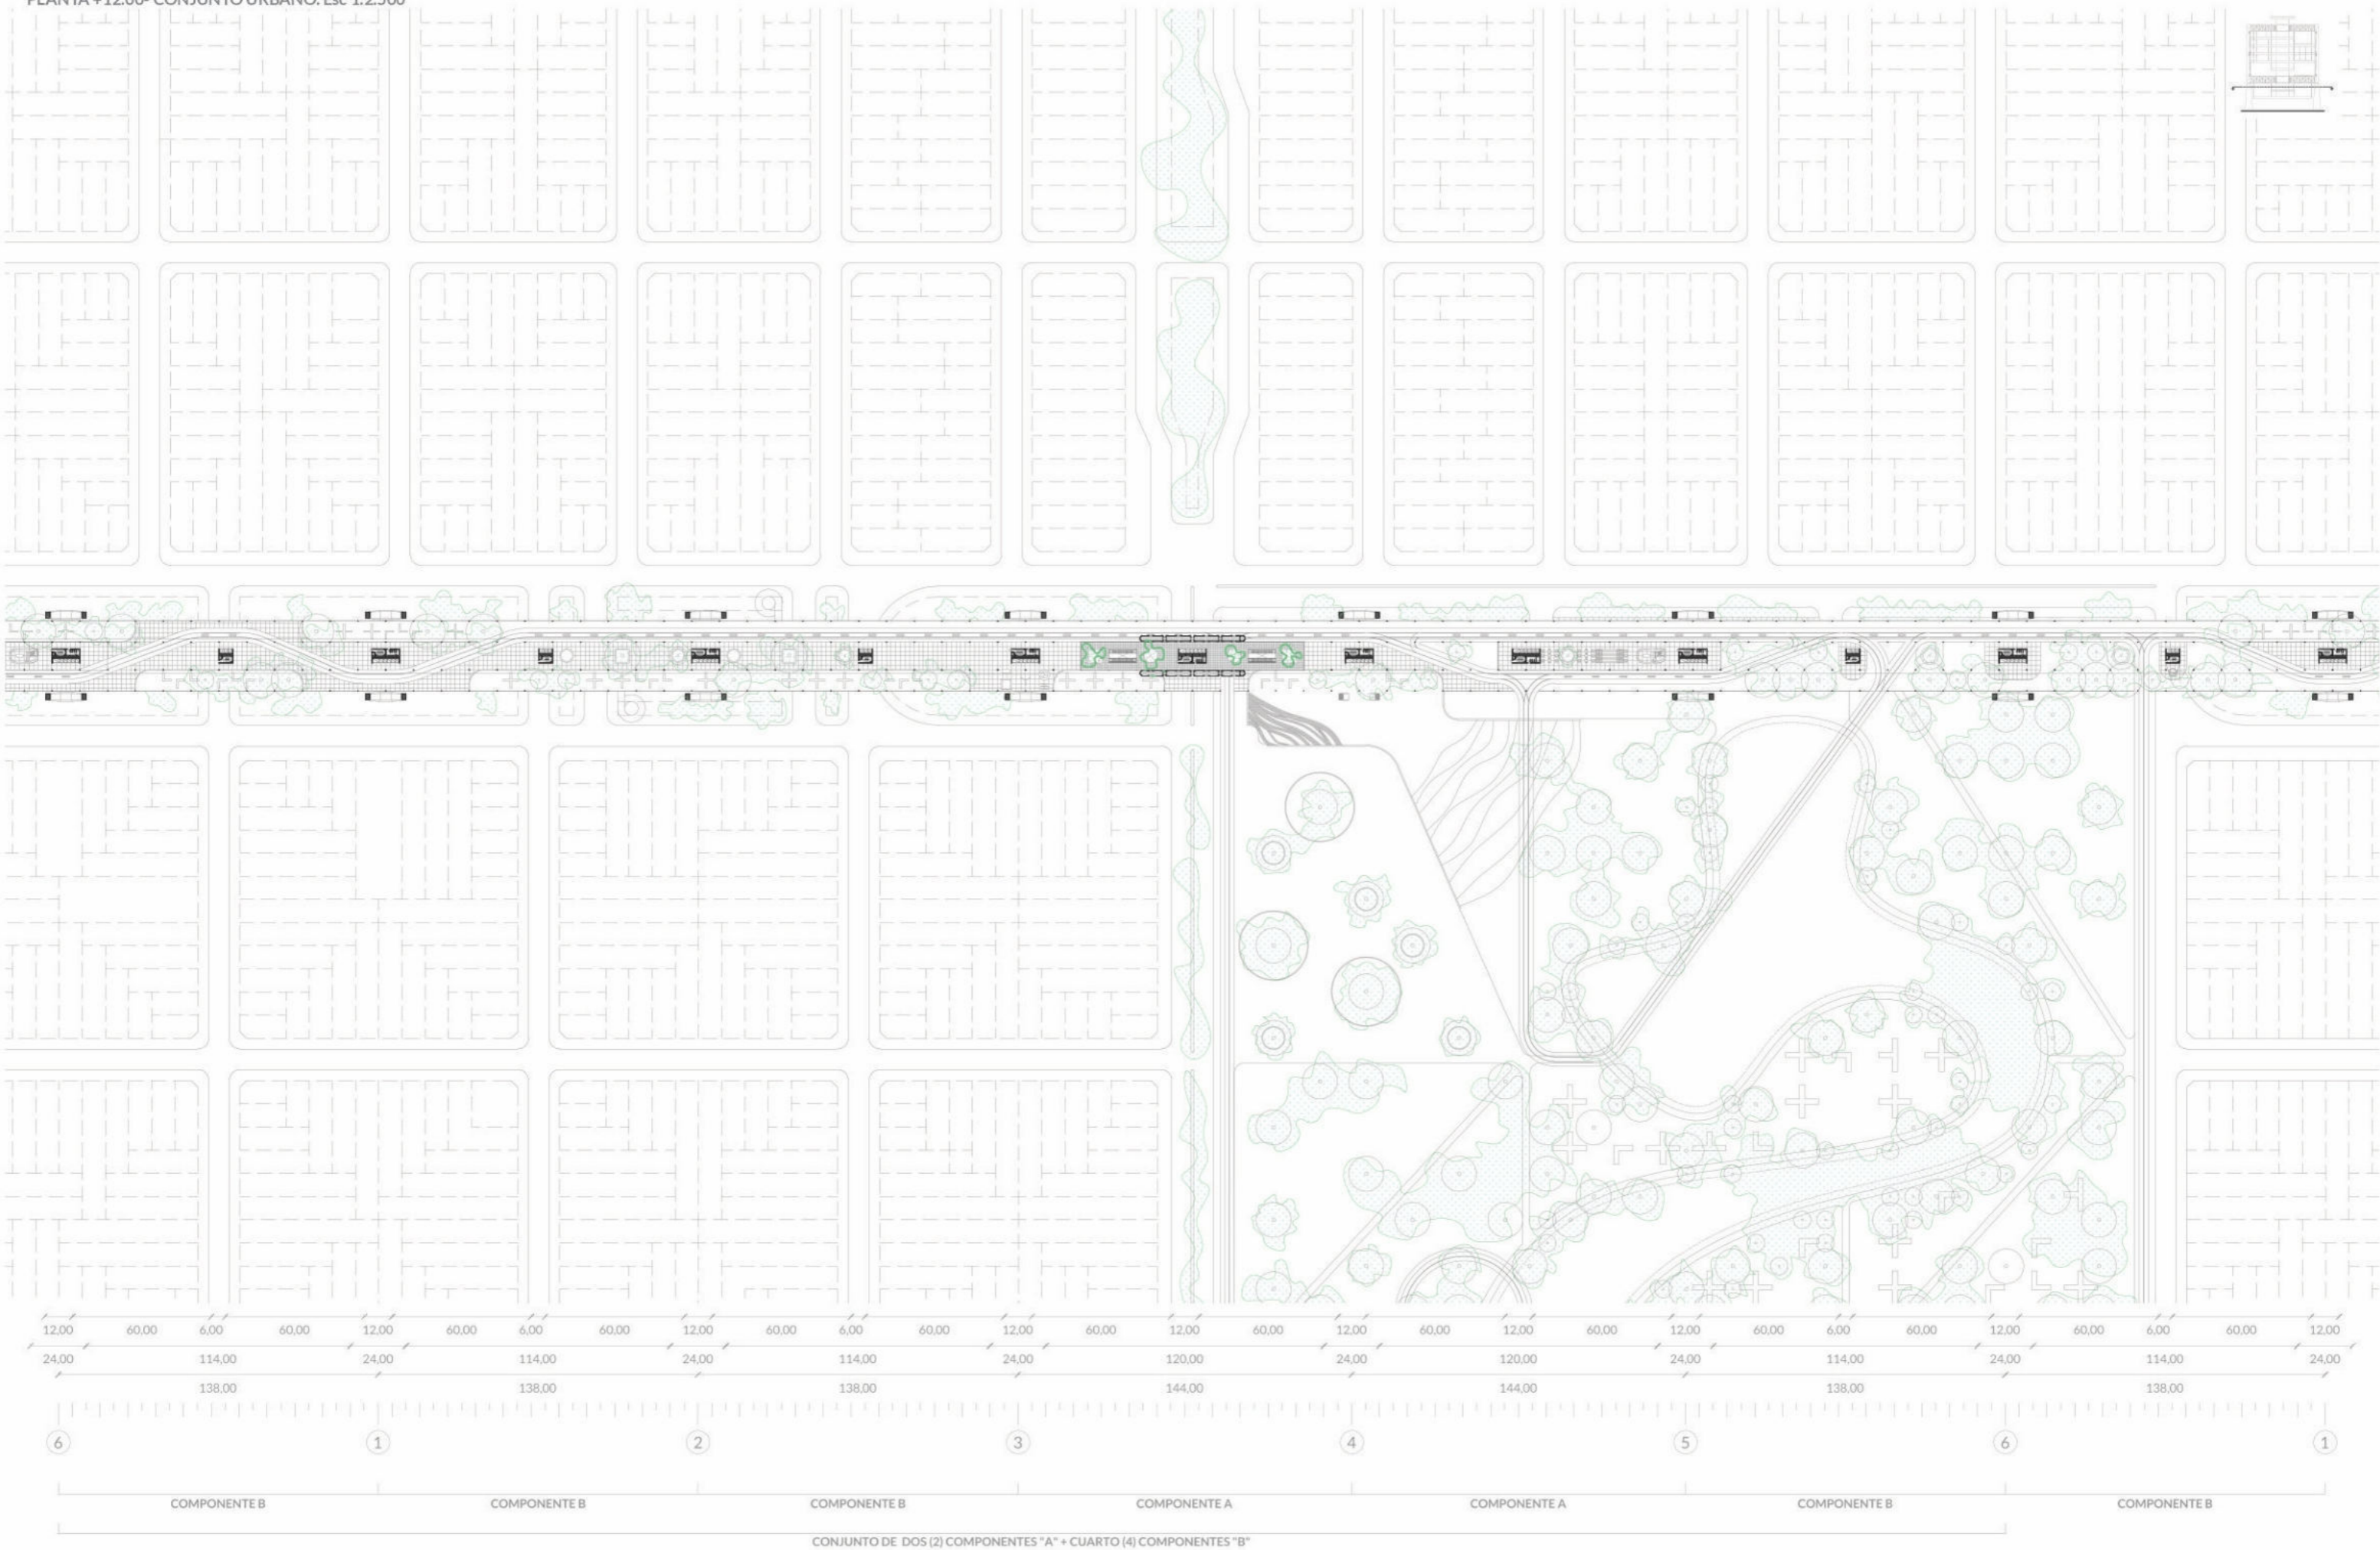 PLANTA +12.00- CONJUNTO URBANO. Esc 1:2.500
12,00 60,00 6,00 60,00 12,00 60,00 6,00 60,00 12,00 60,00 6,00 60,00 12,00 60,00 12,00 60,00 12,00 60,00 12,00 60,00 12,00 60,00 6,00 60,00 12,00 60,00 6,00 60,00 12,00
24,00 114,00 24,00 114,00 24,00 114,00 24,00 120,00 24,00 120,00 24,00 114,00 24,00 114,00 24,00
138,00 138,00 138,00 144,00 144,00 138,00 138,00
6 1 2 3 4 5 6 1
COMPONENTE B COMPONENTE B COMPONENTE B COMPONENTE A COMPONENTE A COMPONENTE B COMPONENTE B
CONJUNTO DE DOS (2) COMPONENTES "A" + CUARTO (4) COMPONENTES "B"